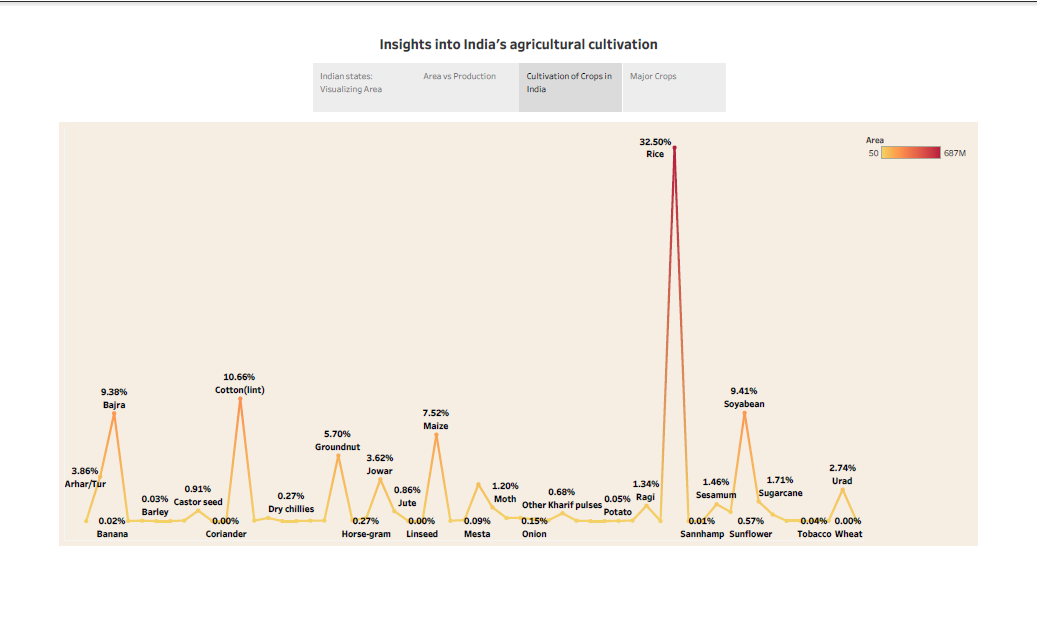 Insights into India's agricultural cultivation
Indian states:
Visualizing Area
Area vs Production
Cultivation of Crops in
India
Major Crops
Area
50
687M
32.50%
Rice
10.66%
Cotton(lint)
9.38%
Bajra
9.41%
Soyabean
7.52%
Maize
5.70%
Groundnut
3.62%
Jowar
3.86%
Arhar/Tur
0.02%
Banana
0.03%
Barley
0.91%
Castor seed
0.00%
Coriander
0.27%
Dry chillies
0.27%
Horse-gram
0.86%
Jute
0.00%
Linseed
0.09%
Mesta
1.20%
Moth
0.15%
Onion
0.68%
Other Kharif pulses
0.05%
Potato
1.34%
Ragi
0.01%
Sannhamp
1.46%
Sesamum
0.57%
Sunflower
1.71%
Sugarcane
0.04%
Tobacco
2.74%
Urad
0.00%
Wheat